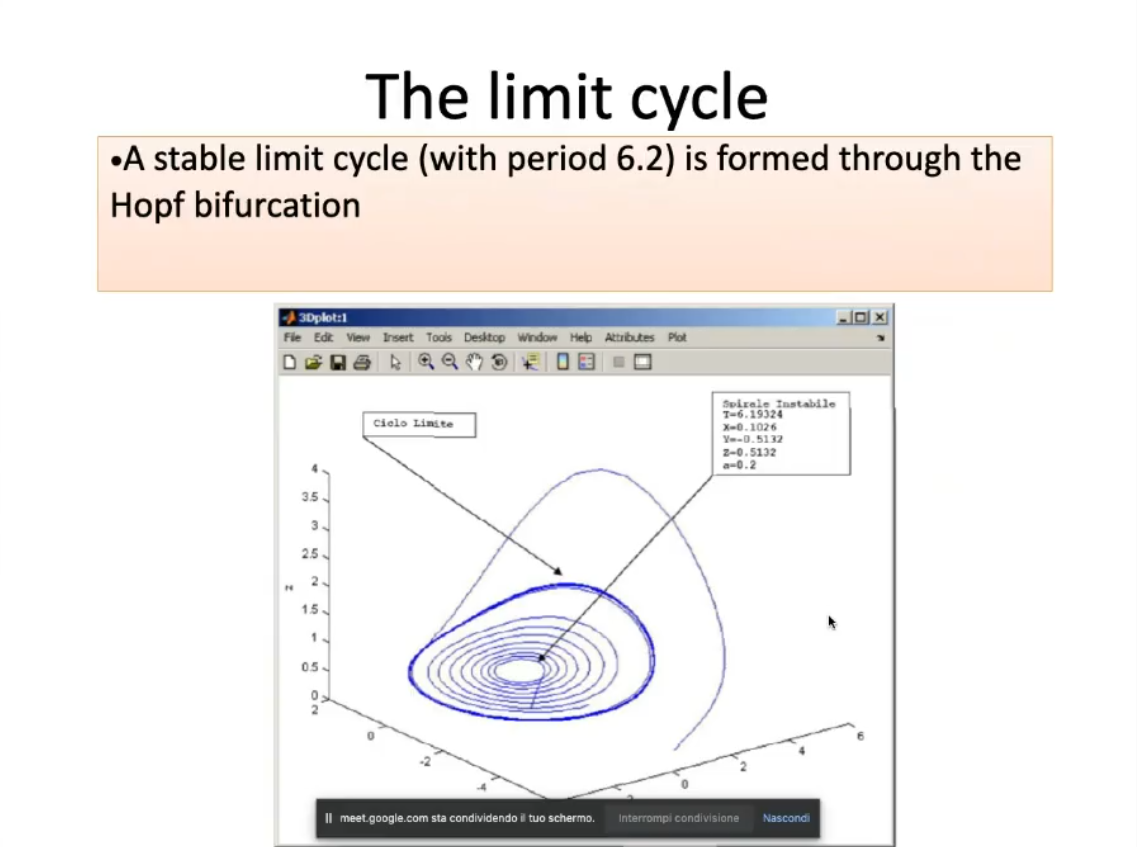 The limit cycle
•A stable limit cycle (with period 6.2) is formed through the
Hopf bifurcation
3Dplot:1
File Edit View Insert Tools Desktop Window Help Attributes Plot
Ciclo Limite
Spirale Instabile
T=6.19324
X=0.1026
Y=-0.5132
Z=0.5132
a=0.2
4
3.5
3
2.5
2
1.5
1
0.5
0
z
2
0
-2
-4
0
2
4
6
meet.google.com sta condividendo il tuo schermo. Interrompi condivisione Nascondi